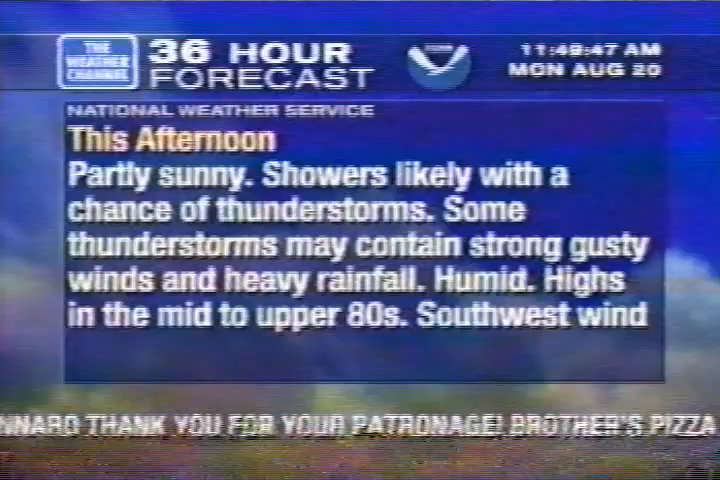 THE
WEATHER
CHANNEL
36 HOUR
FORECAST
11:49:47 AM
MON AUG 20
NATIONAL WEATHER SERVICE
This Afternoon
Partly sunny. Showers likely with a
chance of thunderstorms. Some
thunderstorms may contain strong gusty
winds and heavy rainfall. Humid. Highs
in the mid to upper 80s. Southwest wind
THANK YOU FOR YOUR PATRONAGE! BROTHER'S PIZZA